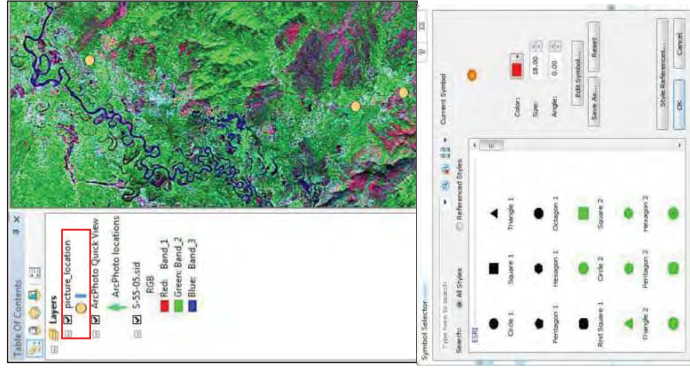 Table Of Contents
Layers
picture_location
ArcPhoto Quick View
ArcPhoto locations
S-55-05.sid
RGB
Red: Band_1
Green: Band_2
Blue: Band_3
Symbol Selector
Type here to search
Search: All Styles Referenced Styles
ESRI
Circle 1 Square 1 Triangle 1
Pentagon 1 Hexagon 1 Octagon 1
Rnd Square 1 Circle 2 Square 2
Triangle 2 Pentagon 2 Hexagon 2
Current Symbol
Color:
Size: 18.00
Angle: 0.00
Edit Symbol...
Save As... Reset
Style References...
OK Cancel